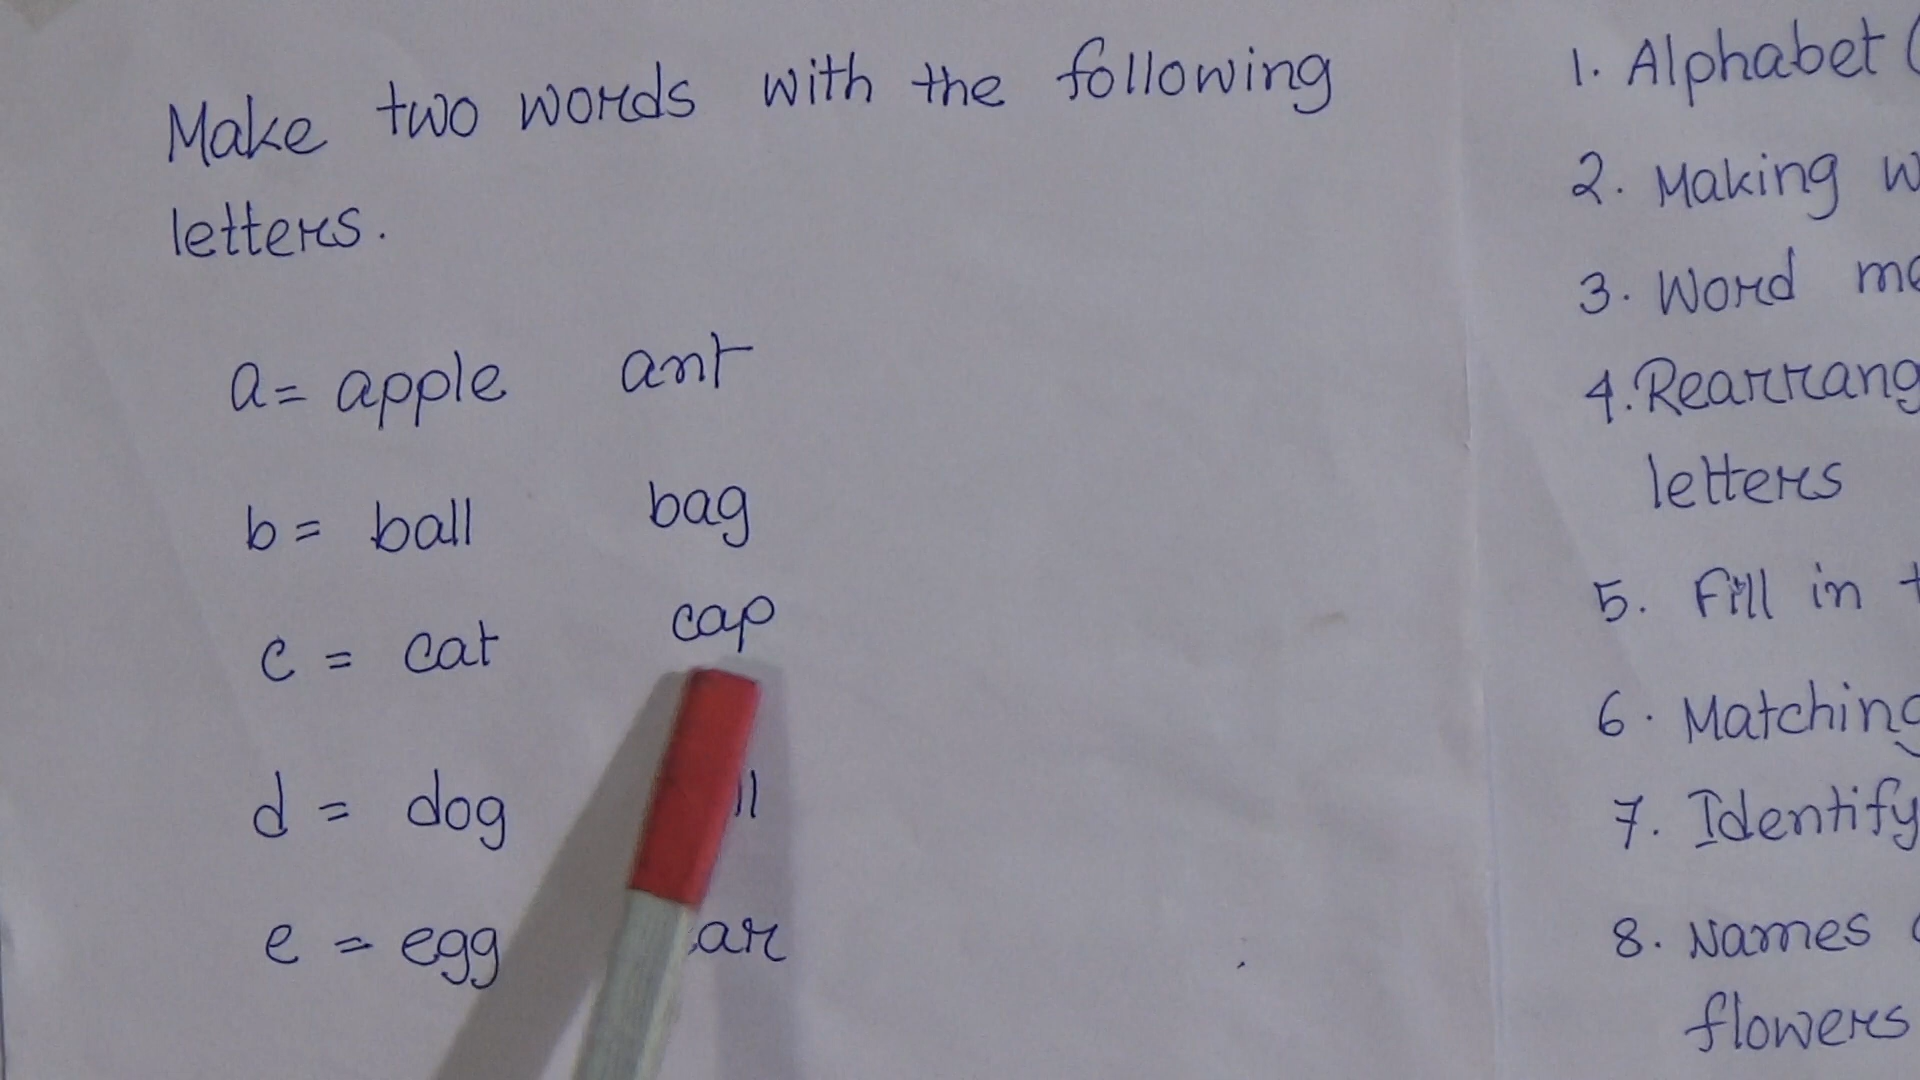 Make two words with the following
letters.
a = apple ant
b = ball bag
c = cat cap
d = dog
e = egg
1. Alphabet
2. Making
3. Word
4. Rearrang
letters
5. Fill in
6. Matching
7. Identify
8. Names
flowers